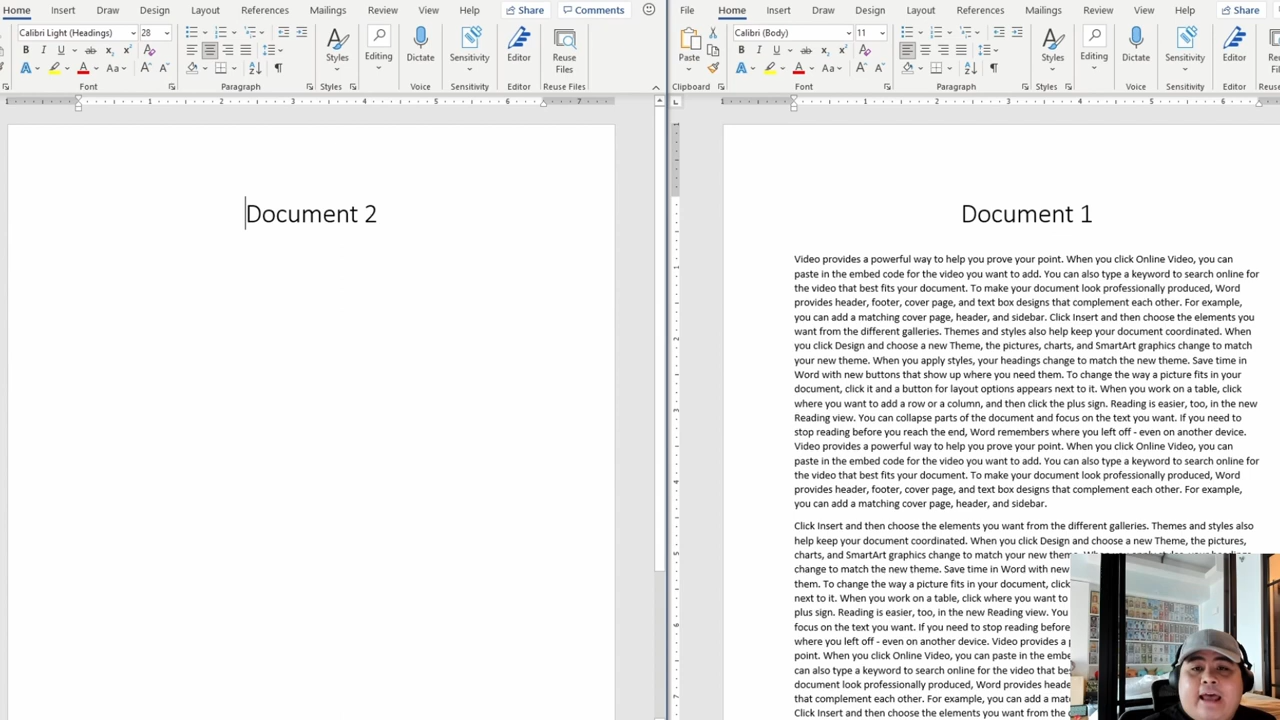 Home Insert Draw Design Layout References Mailings Review View Help Share Comments
Calibri Light (Headings) 28
Styles Editing Dictate Sensitivity Editor Reuse Files
Font Paragraph Styles Voice Sensitivity Editor Reuse Files
Document 2
File Home Insert Draw Design Layout References Mailings Review View Help Share
Calibri (Body) 11
Paste Styles Editing Dictate Sensitivity Editor
Clipboard Font Paragraph Styles Voice Sensitivity Editor
Document 1
Video provides a powerful way to help you prove your point. When you click Online Video, you can
paste in the embed code for the video you want to add. You can also type a keyword to search online for
the video that best fits your document. To make your document look professionally produced, Word
provides header, footer, cover page, and text box designs that complement each other. For example,
you can add a matching cover page, header, and sidebar. Click Insert and then choose the elements you
want from the different galleries. Themes and styles also help keep your document coordinated. When
you click Design and choose a new Theme, the pictures, charts, and SmartArt graphics change to match
your new theme. When you apply styles, your headings change to match the new theme. Save time in
Word with new buttons that show up where you need them. To change the way a picture fits in your
document, click it and a button for layout options appears next to it. When you work on a table, click
where you want to add a row or a column, and then click the plus sign. Reading is easier, too, in the new
Reading view. You can collapse parts of the document and focus on the text you want. If you need to
stop reading before you reach the end, Word remembers where you left off - even on another device.
Video provides a powerful way to help you prove your point. When you click Online Video, you can
paste in the embed code for the video you want to add. You can also type a keyword to search online for
the video that best fits your document. To make your document look professionally produced, Word
provides header, footer, cover page, and text box designs that complement each other. For example,
you can add a matching cover page, header, and sidebar.
Click Insert and then choose the elements you want from the different galleries. Themes and styles also
help keep your document coordinated. When you click Design and choose a new Theme, the pictures,
charts, and SmartArt graphics change to match your new theme.
change to match the new theme. Save time in Word with new
them. To change the way a picture fits in your document, click
next to it. When you work on a table, click where you want to
plus sign. Reading is easier, too, in the new Reading view. You
focus on the text you want. If you need to stop reading before
where you left off - even on another device. Video provides a
point. When you click Online Video, you can paste in the
can also type a keyword to search online for the video that
document look professionally produced, Word provides
that complement each other. For example, you can add a
Click Insert and then choose the elements you want from the